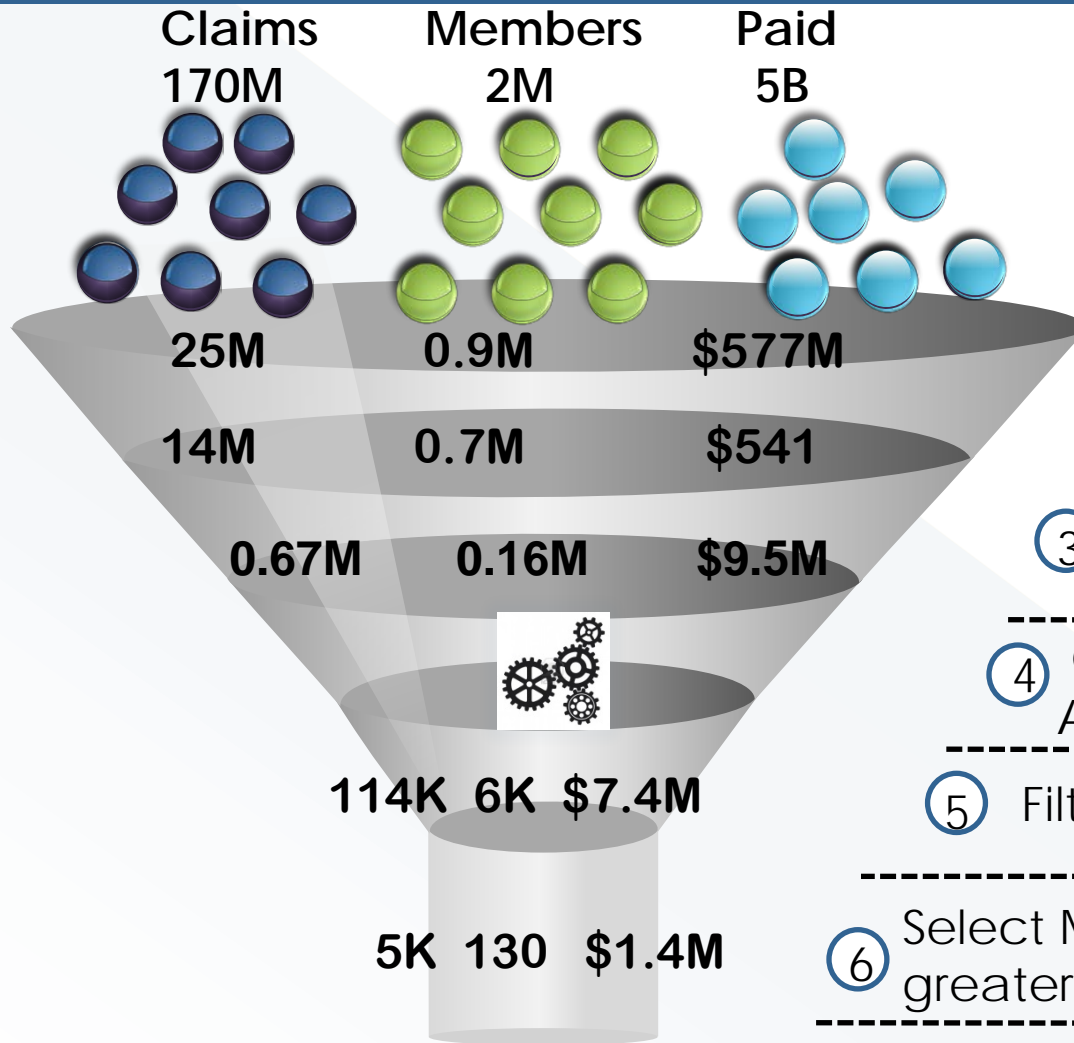 Claims Members Paid
170M 2M 5B
25M 0.9M $577M
14M 0.7M $541
0.67M 0.16M $9.5M
3
4
114K 6K $7.4M
5
5K 130 $1.4M
6 Select
greater